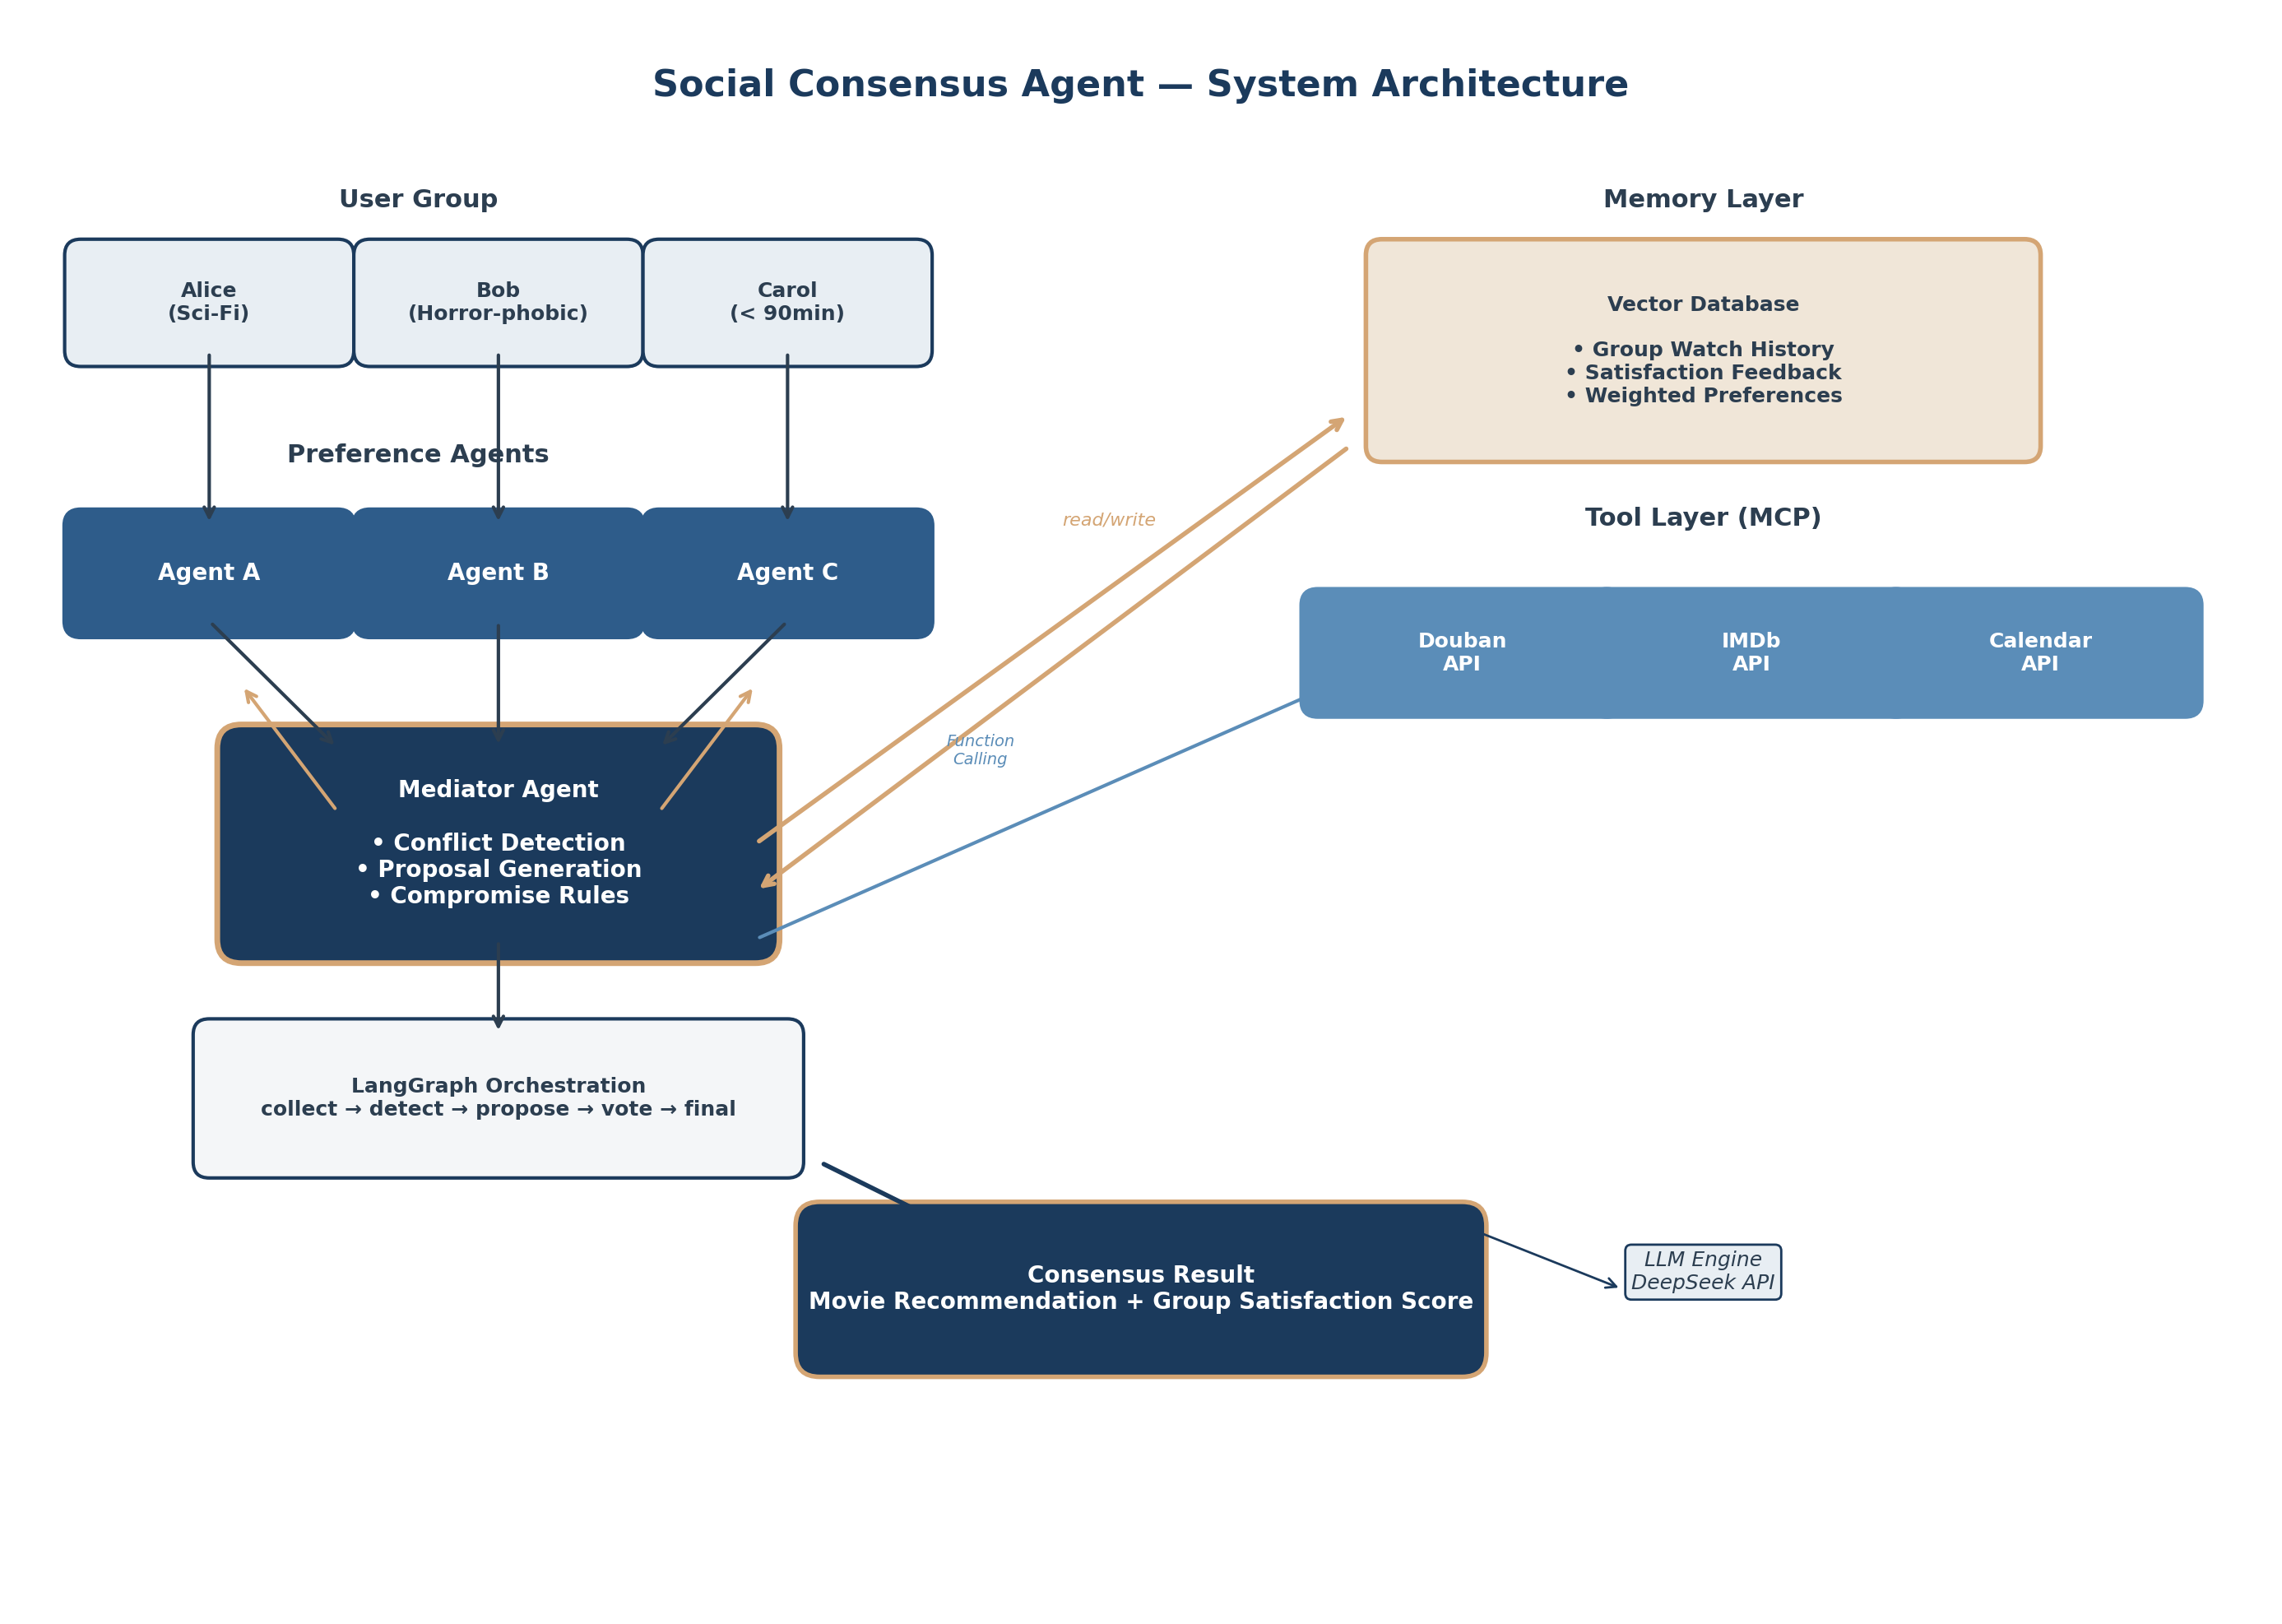 Social Consensus Agent — System Architecture
User Group
Alice
(Sci-Fi)
Bob
(Horror-phobic)
Carol
(< 90min)
Preference Agents
Agent A
Agent B
Agent C
Mediator Agent
• Conflict Detection
• Proposal Generation
• Compromise Rules
LangGraph Orchestration
collect → detect → propose → vote → final
Memory Layer
Vector Database
• Group Watch History
• Satisfaction Feedback
• Weighted Preferences
read/write
Tool Layer (MCP)
Douban
API
IMDb
API
Calendar
API
Function
Calling
Consensus Result
Movie Recommendation + Group Satisfaction Score
LLM Engine
DeepSeek API